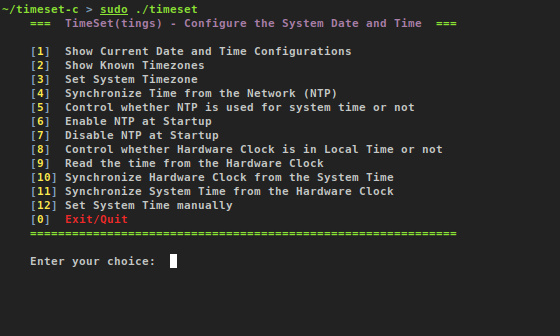 ~/timeset-c > sudo ./timeset
=== TimeSet(tings) - Configure the System Date and Time ===
[1] Show Current Date and Time Configurations
[2] Show Known Timezones
[3] Set System Timezone
[4] Synchronize Time from the Network (NTP)
[5] Control whether NTP is used for system time or not
[6] Enable NTP at Startup
[7] Disable NTP at Startup
[8] Control whether Hardware Clock is in Local Time or not
[9] Read the time from the Hardware Clock
[10] Synchronize Hardware Clock from the System Time
[11] Synchronize System Time from the Hardware Clock
[12] Set System Time manually
[0] Exit/Quit
=============================================================
Enter your choice: